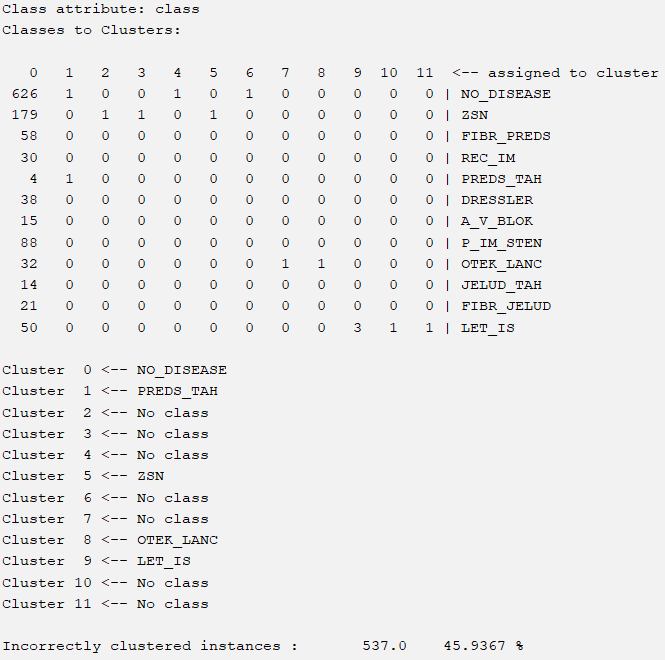 Class attribute: class
Classes to Clusters:
0 1 2 3 4 5 6 7 8 9 10 11 <-- assigned to cluster
626 1 0 0 1 0 1 0 0 0 0 0 | NO_DISEASE
179 0 1 1 0 1 0 0 0 0 0 0 | ZSN
58 0 0 0 0 0 0 0 0 0 0 0 | FIBR_PREDS
30 0 0 0 0 0 0 0 0 0 0 0 | REC_IM
4 1 0 0 0 0 0 0 0 0 0 0 | PREDS_TAH
38 0 0 0 0 0 0 0 0 0 0 0 | DRESSLER
15 0 0 0 0 0 0 0 0 0 0 0 | A_V_BLOK
88 0 0 0 0 0 0 0 0 0 0 0 | P_IM_STEN
32 0 0 0 0 0 0 1 1 0 0 0 | OTEK_LANC
14 0 0 0 0 0 0 0 0 0 0 0 | JELUD_TAH
21 0 0 0 0 0 0 0 0 0 0 0 | FIBR_JELUD
50 0 0 0 0 0 0 0 0 3 1 1 | LET_IS
Cluster 0 <-- NO_DISEASE
Cluster 1 <-- PREDS_TAH
Cluster 2 <-- No class
Cluster 3 <-- No class
Cluster 4 <-- No class
Cluster 5 <-- ZSN
Cluster 6 <-- No class
Cluster 7 <-- No class
Cluster 8 <-- OTEK_LANC
Cluster 9 <-- LET_IS
Cluster 10 <-- No class
Cluster 11 <-- No class
Incorrectly clustered instances : 537.0 45.9367 %